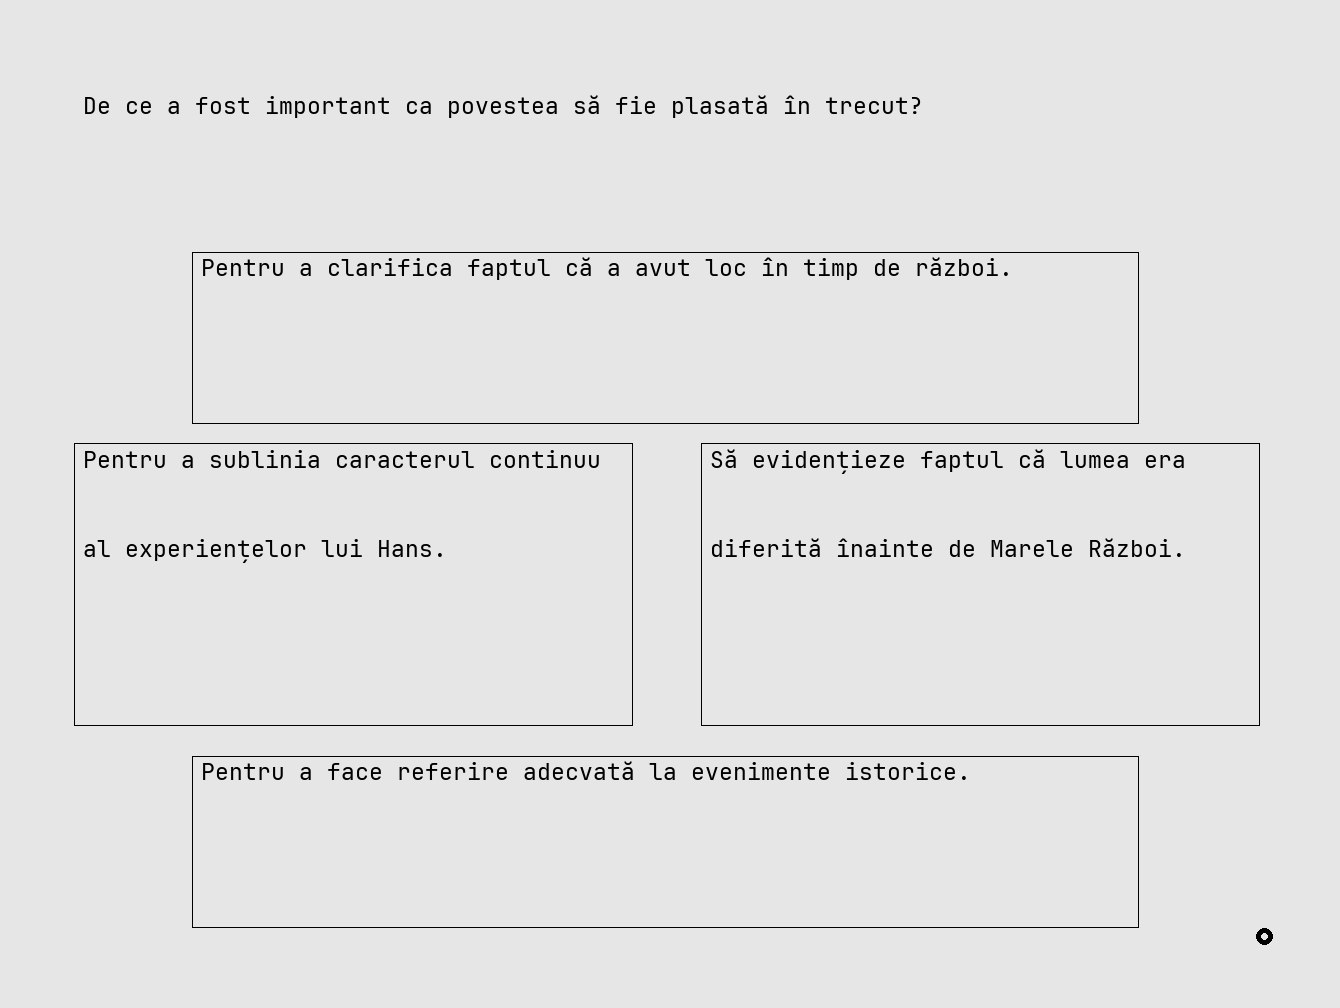 De ce a fost important ca povestea să fie plasată în trecut?
Pentru a clarifica faptul că a avut loc în timp de război.
Pentru a sublinia caracterul continuu
al experiențelor lui Hans.
Să evidențieze faptul că lumea era
diferită înainte de Marele Război.
Pentru a face referire adecvată la evenimente istorice.